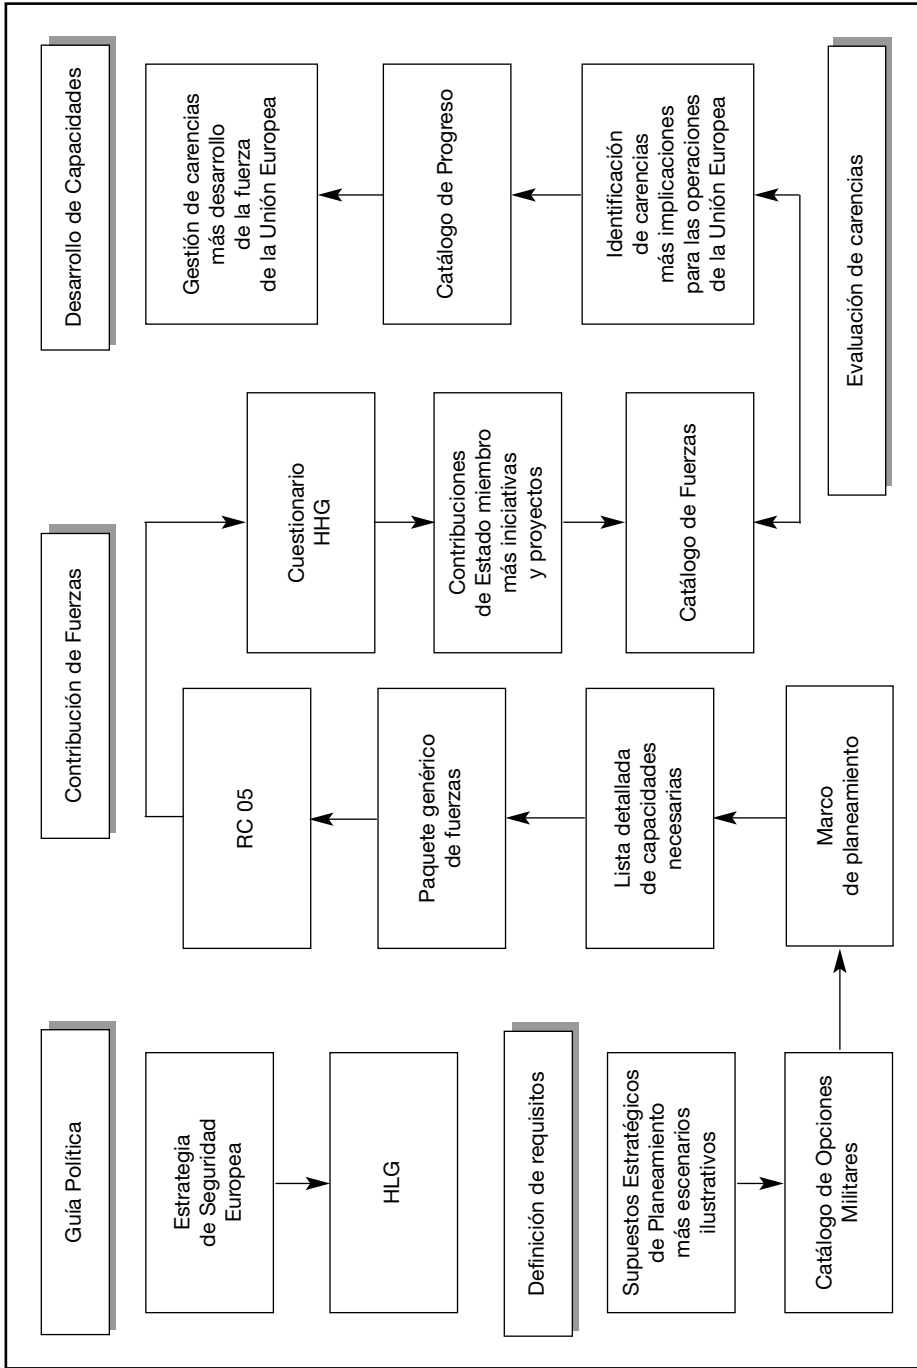 Guía Política
Estrategia
de Seguridad
Europea
HLG
Definición de requisitos
Supuestos Estratégicos
de Planeamiento
más escenarios
ilustrativos
Catálogo de Opciones
Militares
Marco
de planeamiento
Lista detallada
de capacidades
necesarias
Paquete genérico
de fuerzas
RC 05
Contribución de Fuerzas
Cuestionario
HHG
Contribuciones
de Estado miembro
más iniciativas
y proyectos
Catálogo de Fuerzas
Evaluación de carencias
Identificación
de carencias
más implicaciones
para las operaciones
de la Unión Europea
Catálogo de Progreso
Gestión de carencias
más desarrollo
de la fuerza
de la Unión Europea
Desarrollo de Capacidades